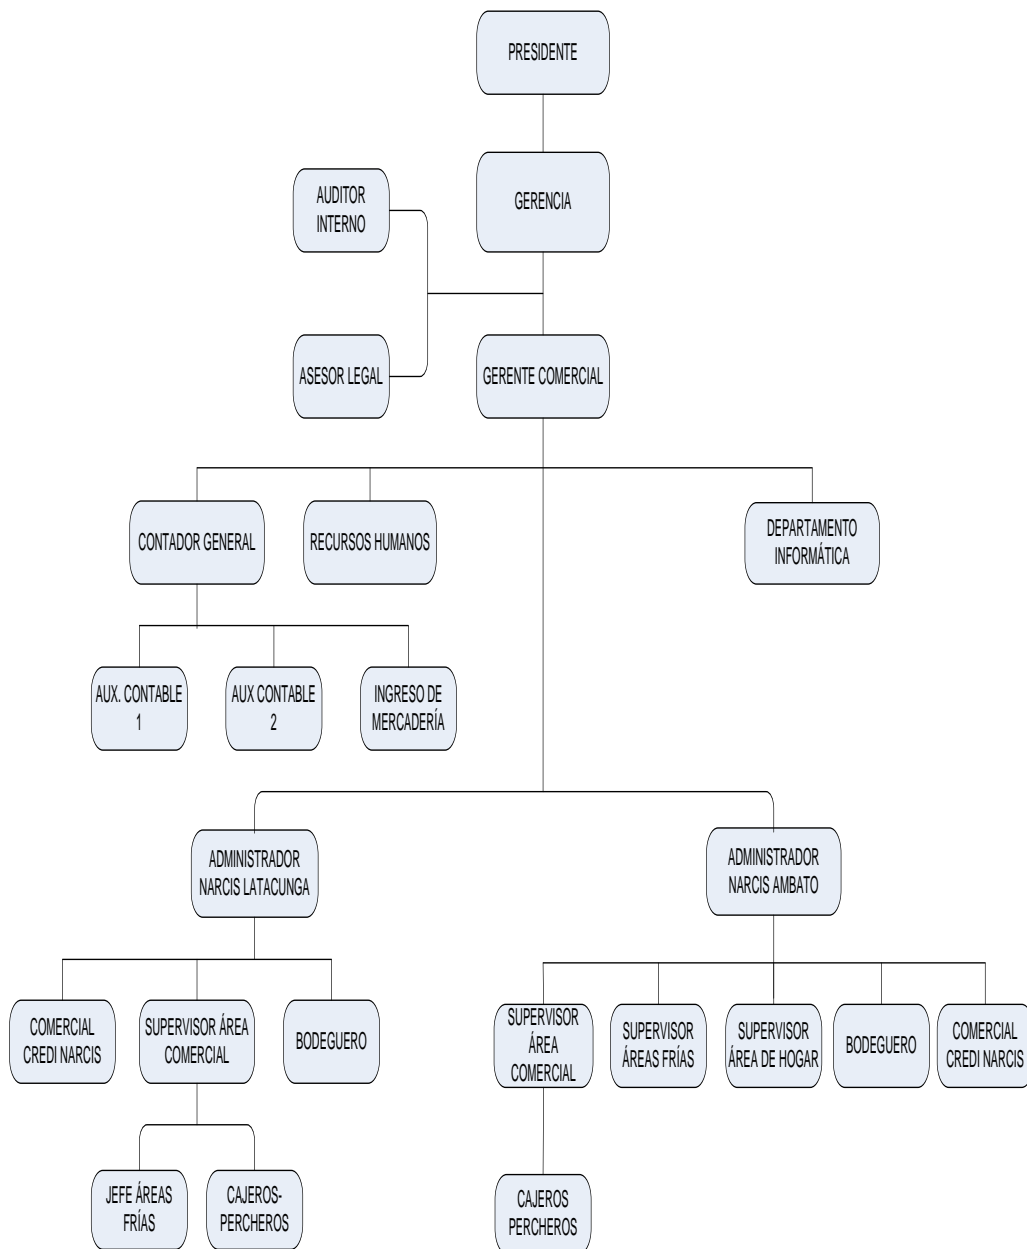 PRESIDENTE
GERENCIA
AUDITOR
INTERNO
ASESOR LEGAL
GERENTE COMERCIAL
CONTADOR GENERAL
RECURSOS HUMANOS
DEPARTAMENTO
INFORMÁTICA
AUX. CONTABLE
1
AUX CONTABLE
2
INGRESO DE
MERCADERÍA
ADMINISTRADOR
NARCIS LATACUNGA
ADMINISTRADOR
NARCIS AMBATO
COMERCIAL
CREDI NARCIS
SUPERVISOR ÁREA
COMERCIAL
BODEGUERO
SUPERVISOR
ÁREA
COMERCIAL
SUPERVISOR
ÁREAS FRÍAS
SUPERVISOR
ÁREA DE HOGAR
BODEGUERO
COMERCIAL
CREDI NARCIS
JEFE ÁREAS
FRÍAS
CAJEROS-
PERCHEROS
CAJEROS
PERCHEROS